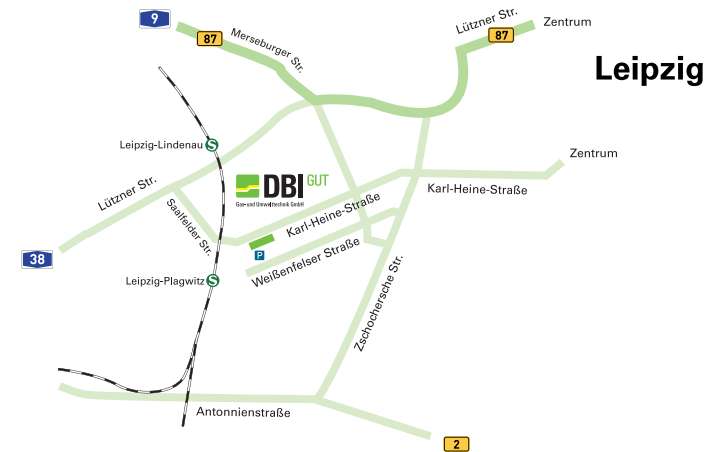 9
87
Merseburger Str.
Lützner Str.
87
Zentrum
Leipzig
Leipzig-Lindenau
S
Zentrum
DBI GUT
Gas- und Umwelttechnik GmbH
Lützner Str.
Saalfelder Str.
Karl-Heine-Straße
Karl-Heine-Straße
P
38
Weißenfelser Straße
Leipzig-Plagwitz
S
Zschochersche Str.
Antonnienstraße
2